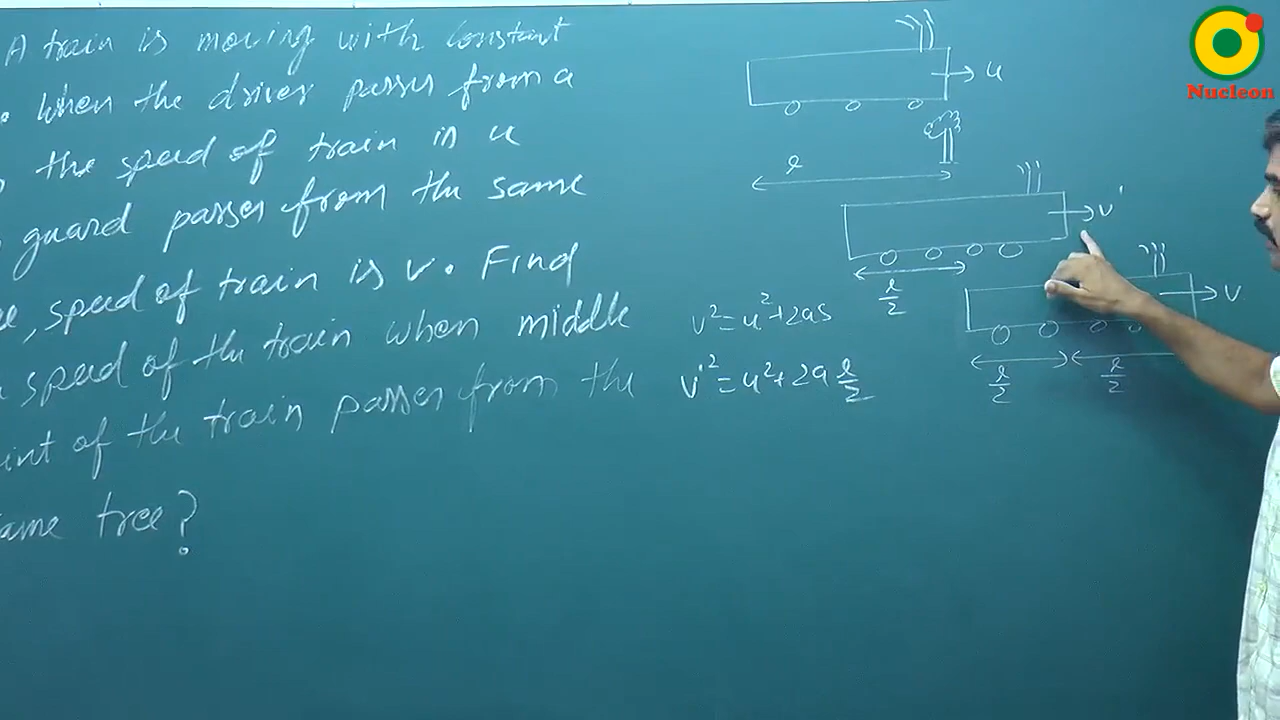 A train is moving with constant
. when the driver passes from a
the speed of train is u
guard passes from the same
, speed of train is v. Find
speed of the train when middle
int of the train passes from the
ame tree?
u
l
v'
l/2
v
l/2
l/2
v² = u² + 2as
v'² = u² + 2a l/2
Nucleon